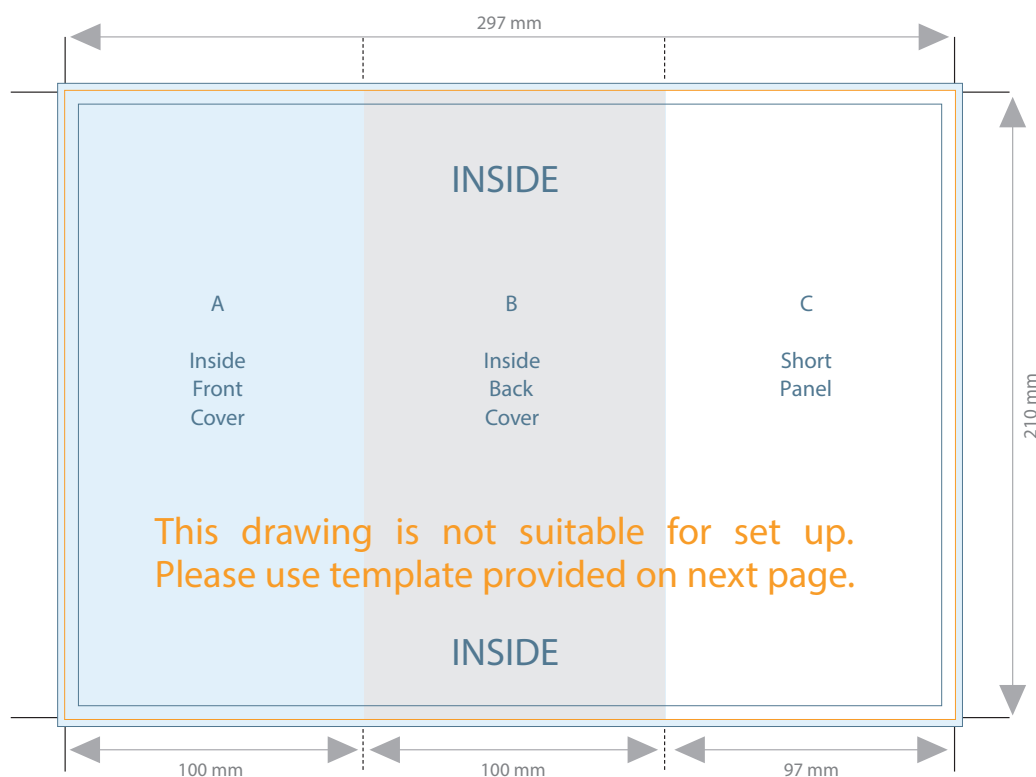 297 mm
INSIDE
A
Inside
Front
Cover
B
Inside
Back
Cover
C
Short
Panel
210 mm
This drawing is not suitable for set up.
Please use template provided on next page.
INSIDE
100 mm
100 mm
97 mm